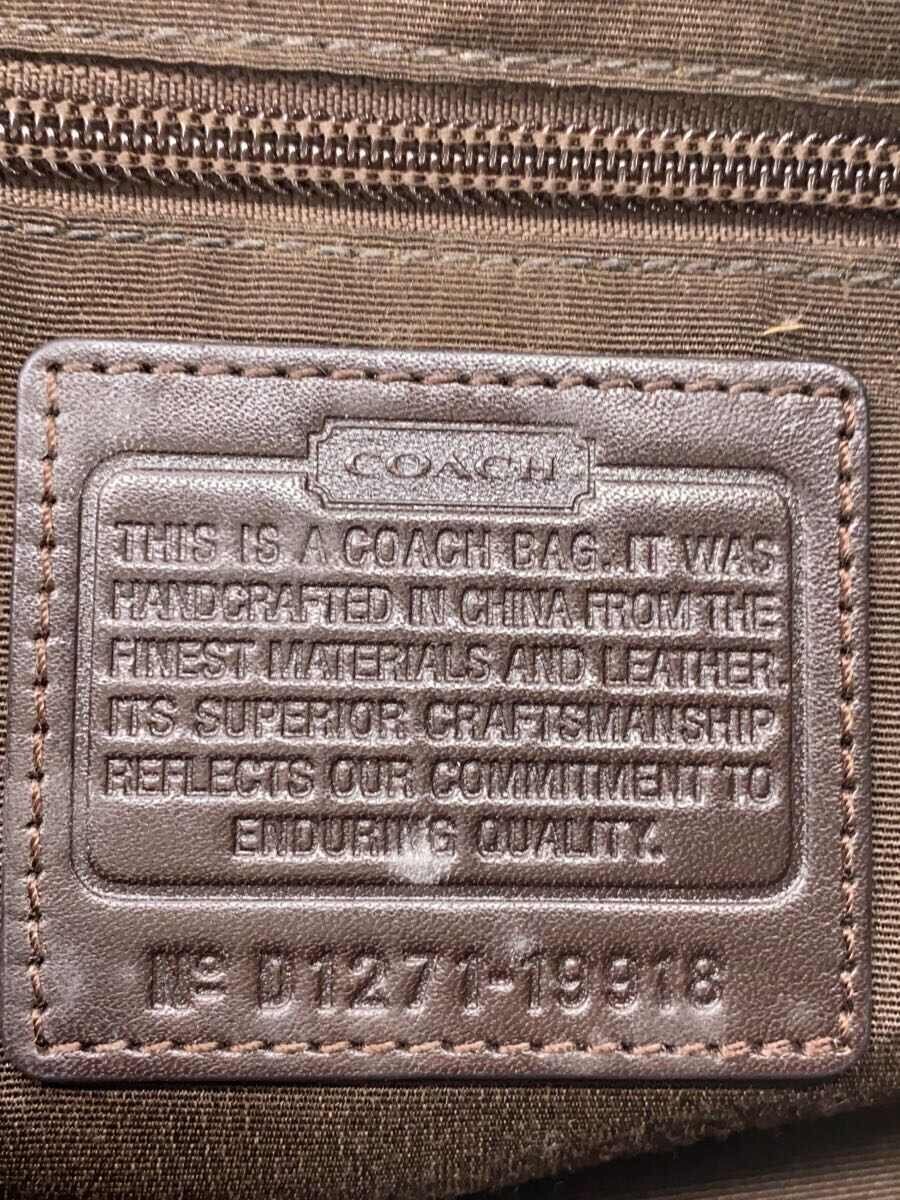 COACH
THIS IS A COACH BAG. IT WAS
HANDCRAFTED IN CHINA FROM THE
FINEST MATERIALS AND LEATHER.
ITS SUPERIOR CRAFTSMANSHIP
REFLECTS OUR COMMITMENT TO
ENDURING QUALITY.
Nº D1271-19918